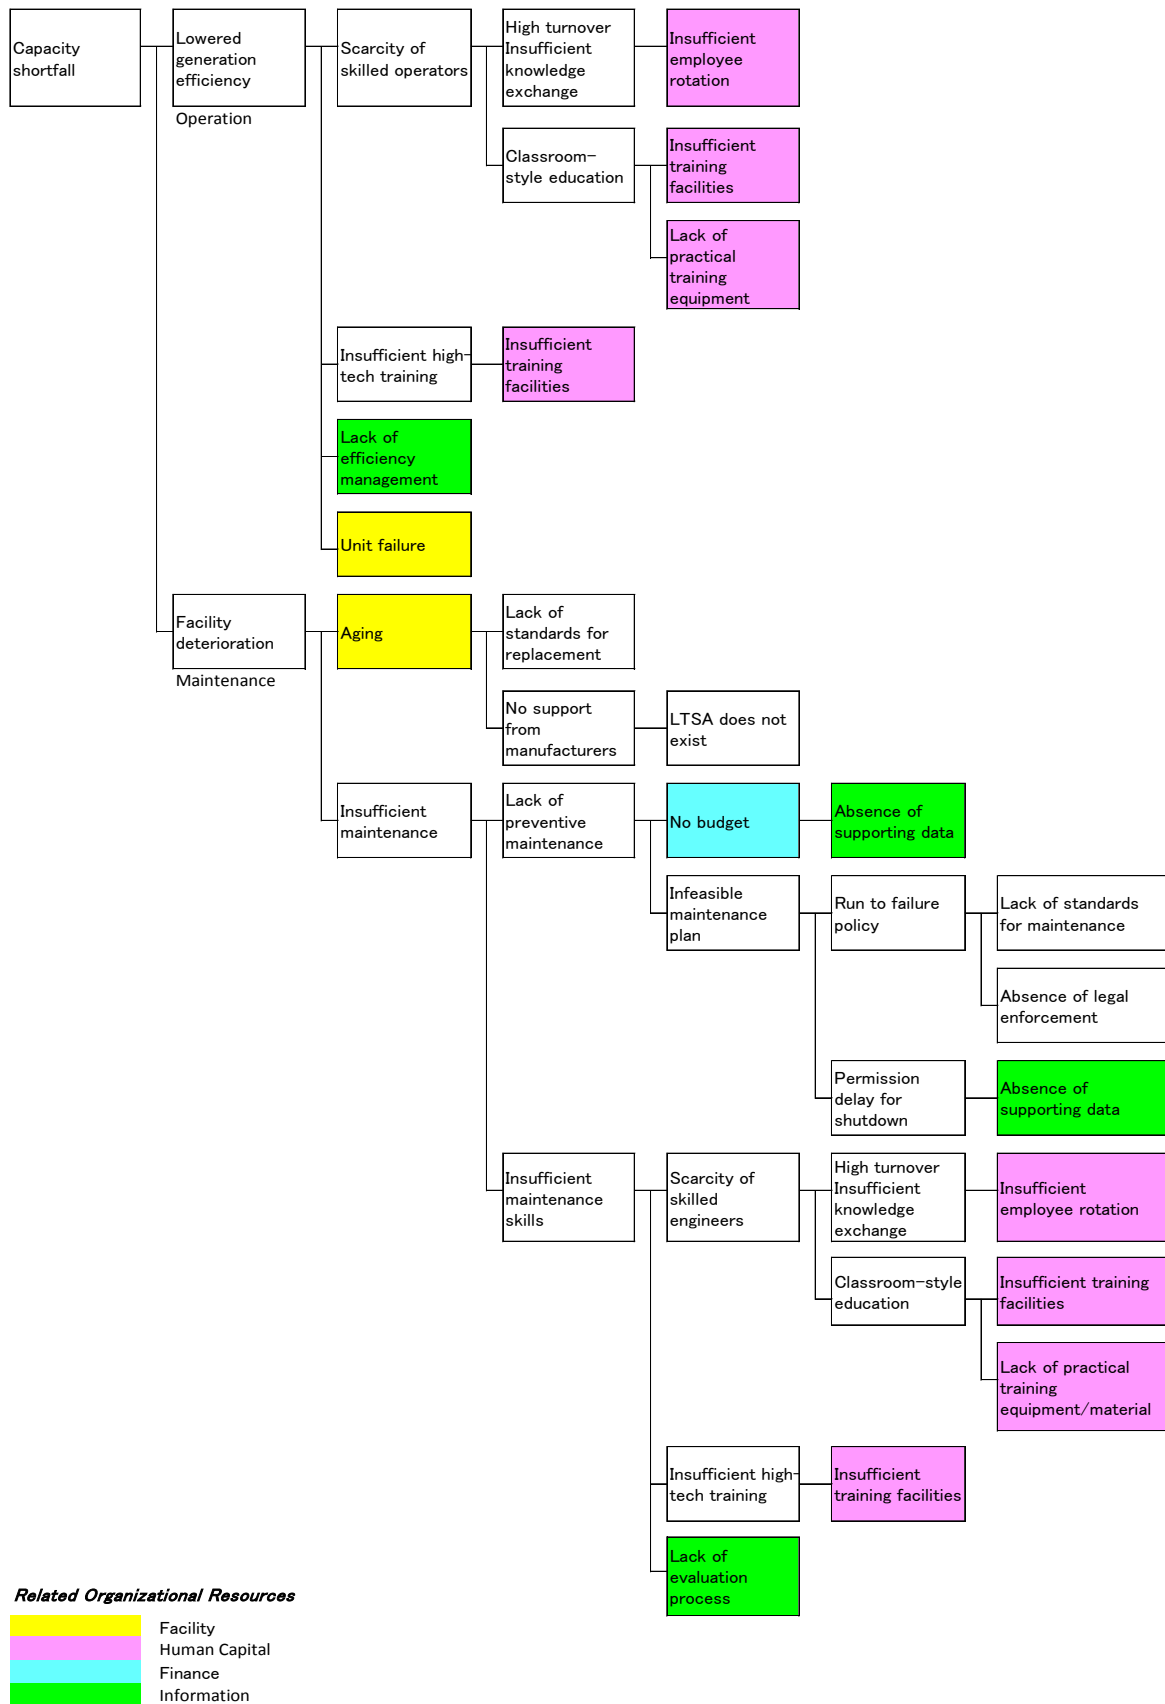 Capacity
shortfall
Lowered
generation
efficiency
Operation
Scarcity of
skilled operators
High turnover
Insufficient
knowledge
exchange
Insufficient
employee
rotation
Classroom-
style education
Insufficient
training
facilities
Lack of
practical
training
equipment
Insufficient high-
tech training
Insufficient
training
facilities
Lack of
efficiency
management
Unit failure
Facility
deterioration
Maintenance
Aging
Lack of
standards for
replacement
No support
from
manufacturers
LTSA does not
exist
Insufficient
maintenance
Lack of
preventive
maintenance
No budget
Absence of
supporting data
Infeasible
maintenance
plan
Run to failure
policy
Lack of standards
for maintenance
Absence of legal
enforcement
Permission
delay for
shutdown
Absence of
supporting data
Insufficient
maintenance
skills
Scarcity of
skilled
engineers
High turnover
Insufficient
knowledge
exchange
Insufficient
employee rotation
Classroom-style
education
Insufficient training
facilities
Lack of practical
training
equipment/material
Insufficient high-
tech training
Insufficient
training facilities
Lack of
evaluation
process
Related Organizational Resources
Facility
Human Capital
Finance
Information